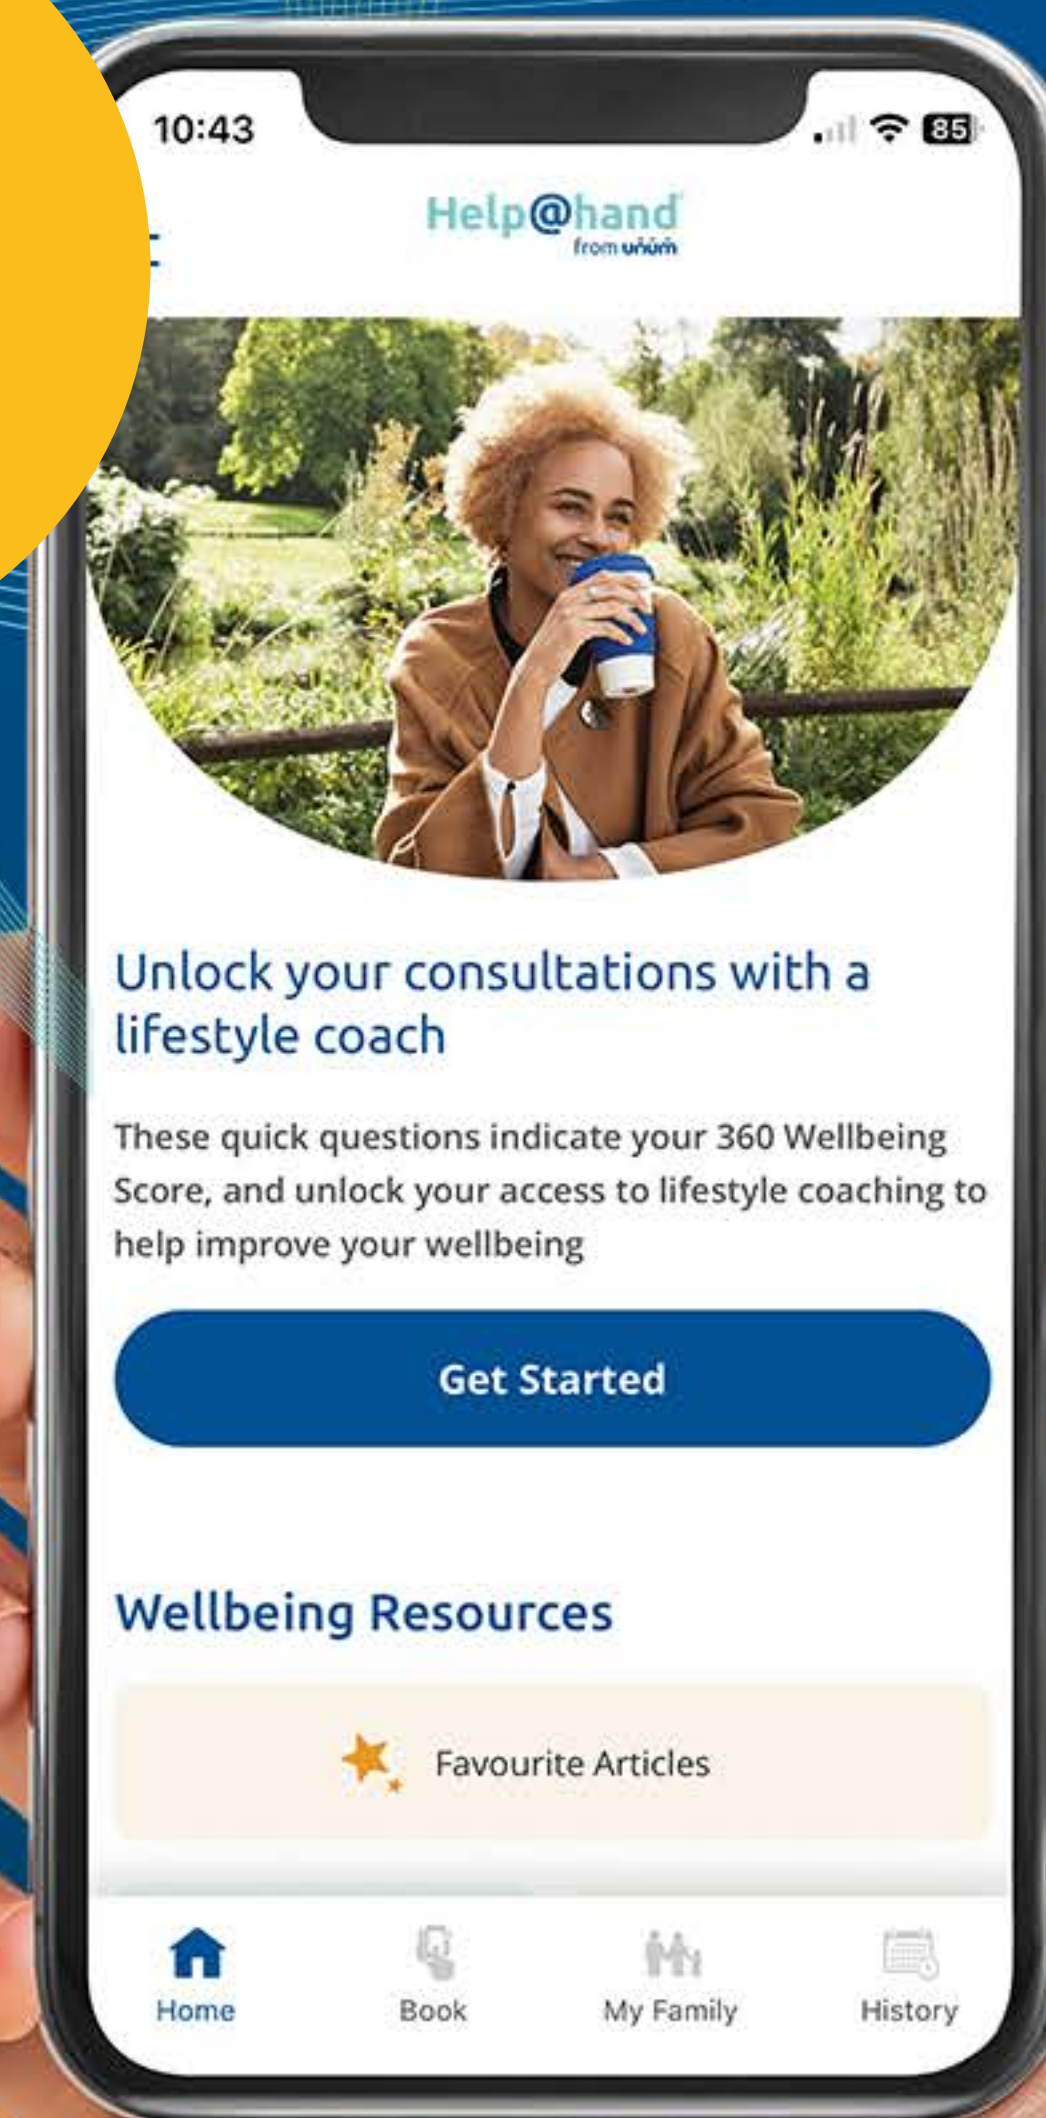 10:43
85
Help@hand
from uñúm̈
Unlock your consultations with a
lifestyle coach
These quick questions indicate your 360 Wellbeing
Score, and unlock your access to lifestyle coaching to
help improve your wellbeing
Get Started
Wellbeing Resources
Favourite Articles
Home
Book
My Family
History